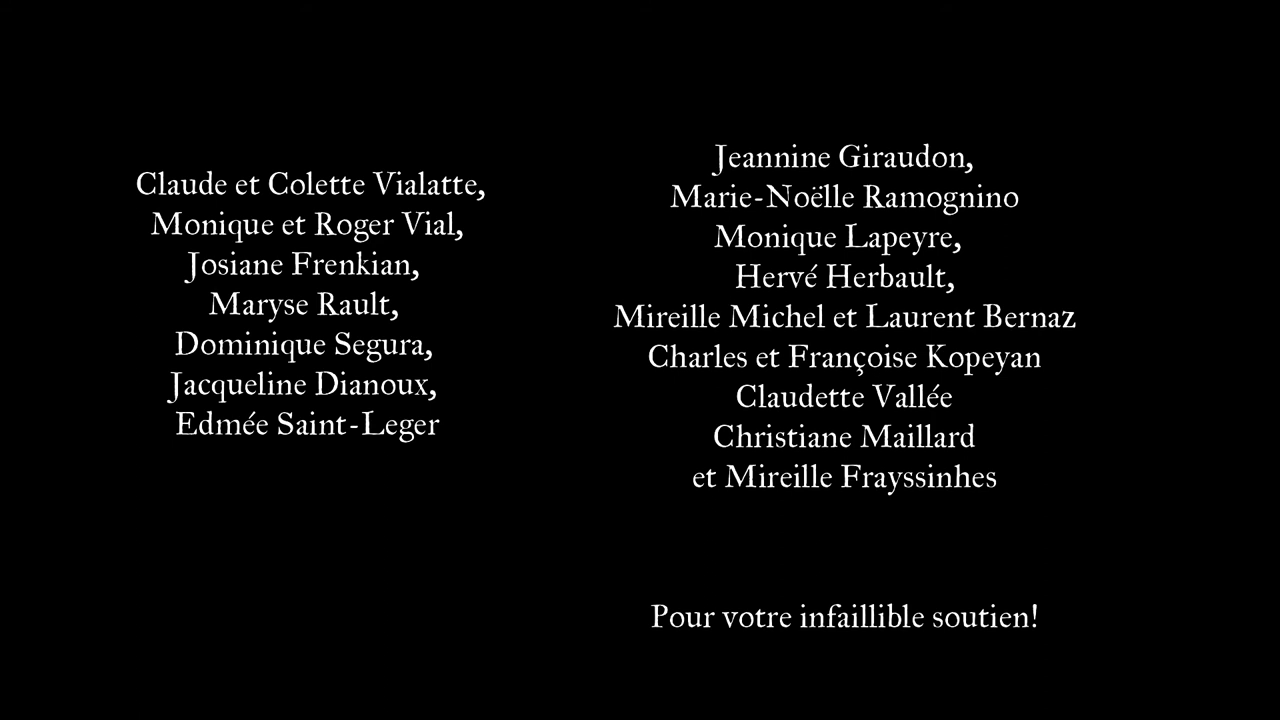 Claude et Colette Vialatte,
Monique et Roger Vial,
Josiane Frenkian,
Maryse Rault,
Dominique Segura,
Jacqueline Dianoux,
Edmée Saint-Leger
Jeannine Giraudon,
Marie-Noëlle Ramognino
Monique Lapeyre,
Hervé Herbault,
Mireille Michel et Laurent Bernaz
Charles et Françoise Kopeyan
Claudette Vallée
Christiane Maillard
et Mireille Frayssinhes
Pour votre infaillible soutien!